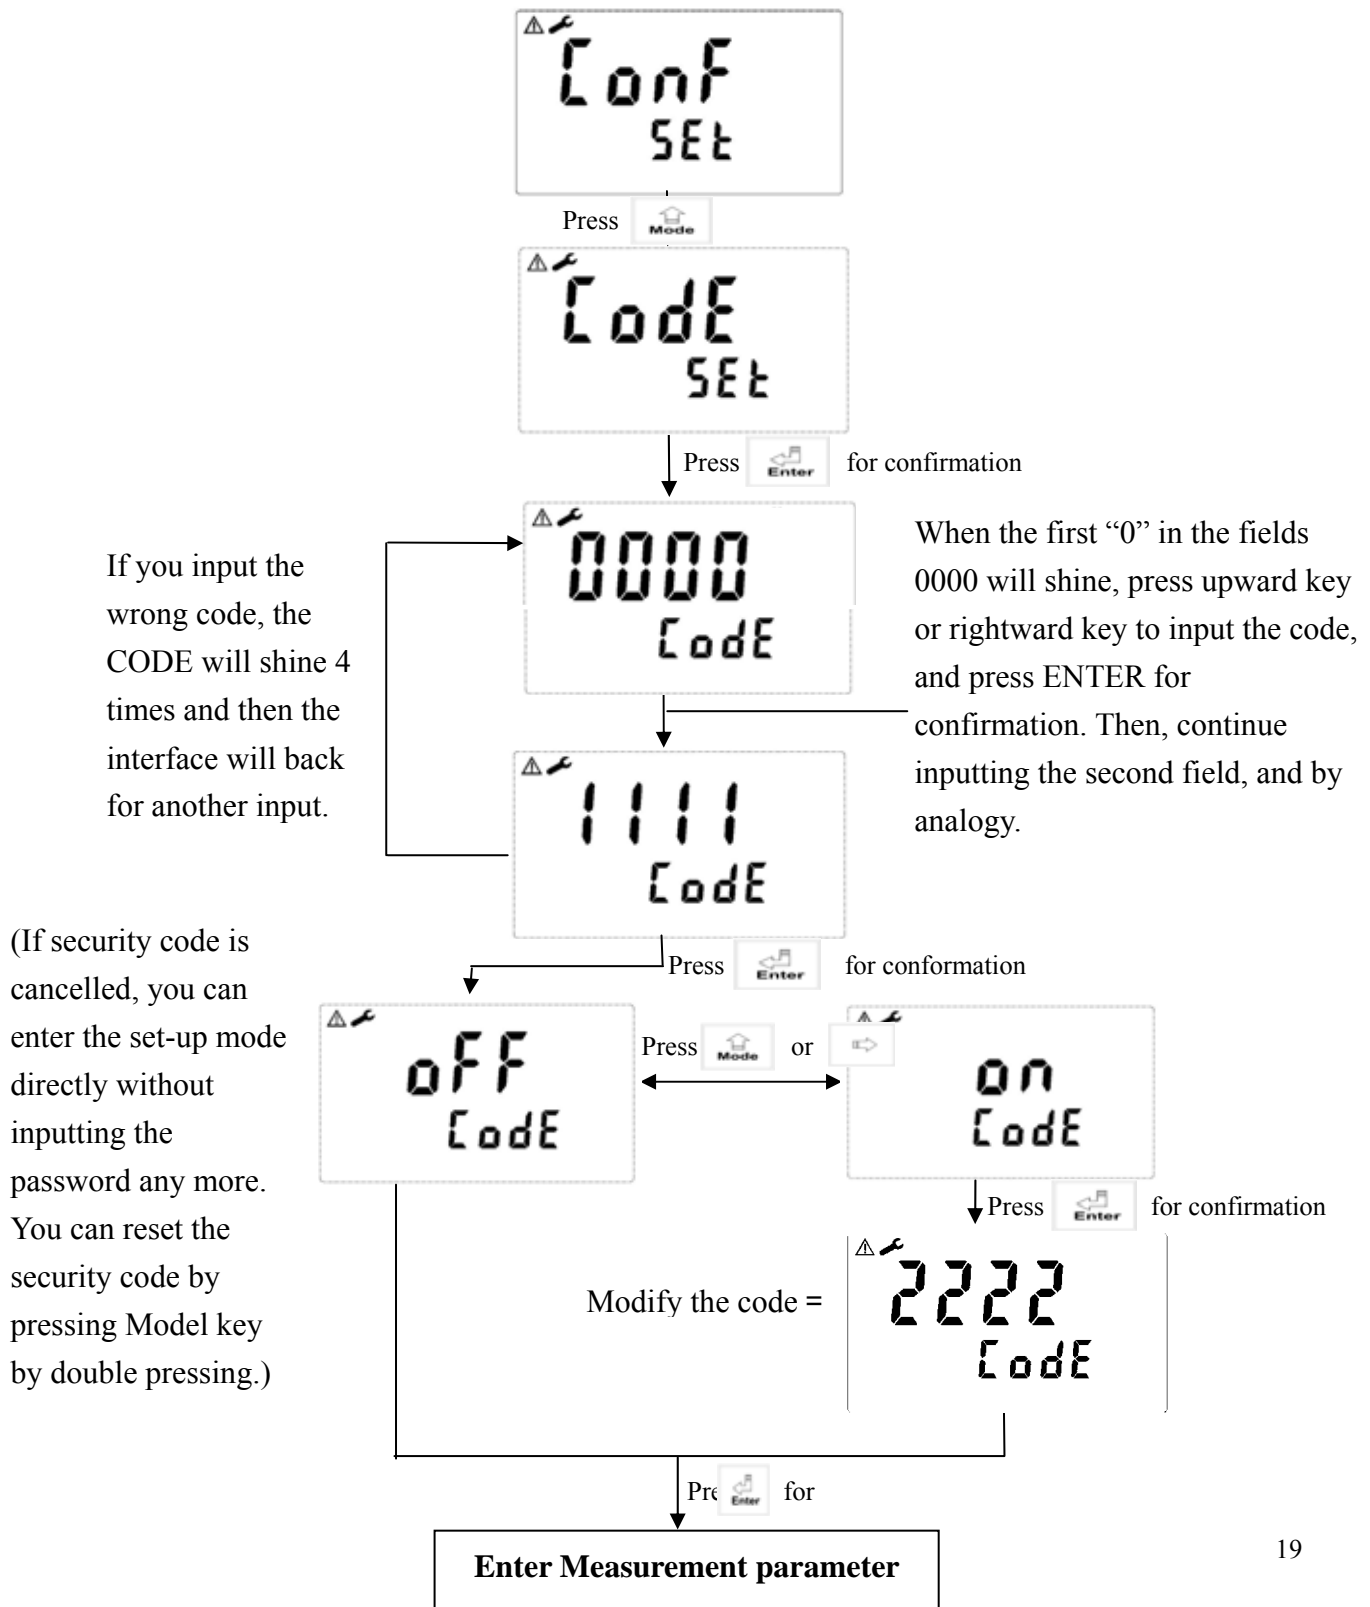 ConF
SEt
Press Mode
CodE
SEt
Press Enter for confirmation
0000
CodE
If you input the
wrong code, the
CODE will shine 4
times and then the
interface will back
for another input.
When the first “0” in the fields
0000 will shine, press upward key
or rightward key to input the code,
and press ENTER for
confirmation. Then, continue
inputting the second field, and by
analogy.
1111
CodE
Press Enter for conformation
(If security code is
cancelled, you can
enter the set-up mode
directly without
inputting the
password any more.
You can reset the
security code by
pressing Model key
by double pressing.)
oFF
CodE
Press Mode or
on
CodE
Press Enter for confirmation
Modify the code =
2222
CodE
Pre Enter for
Enter Measurement parameter
19